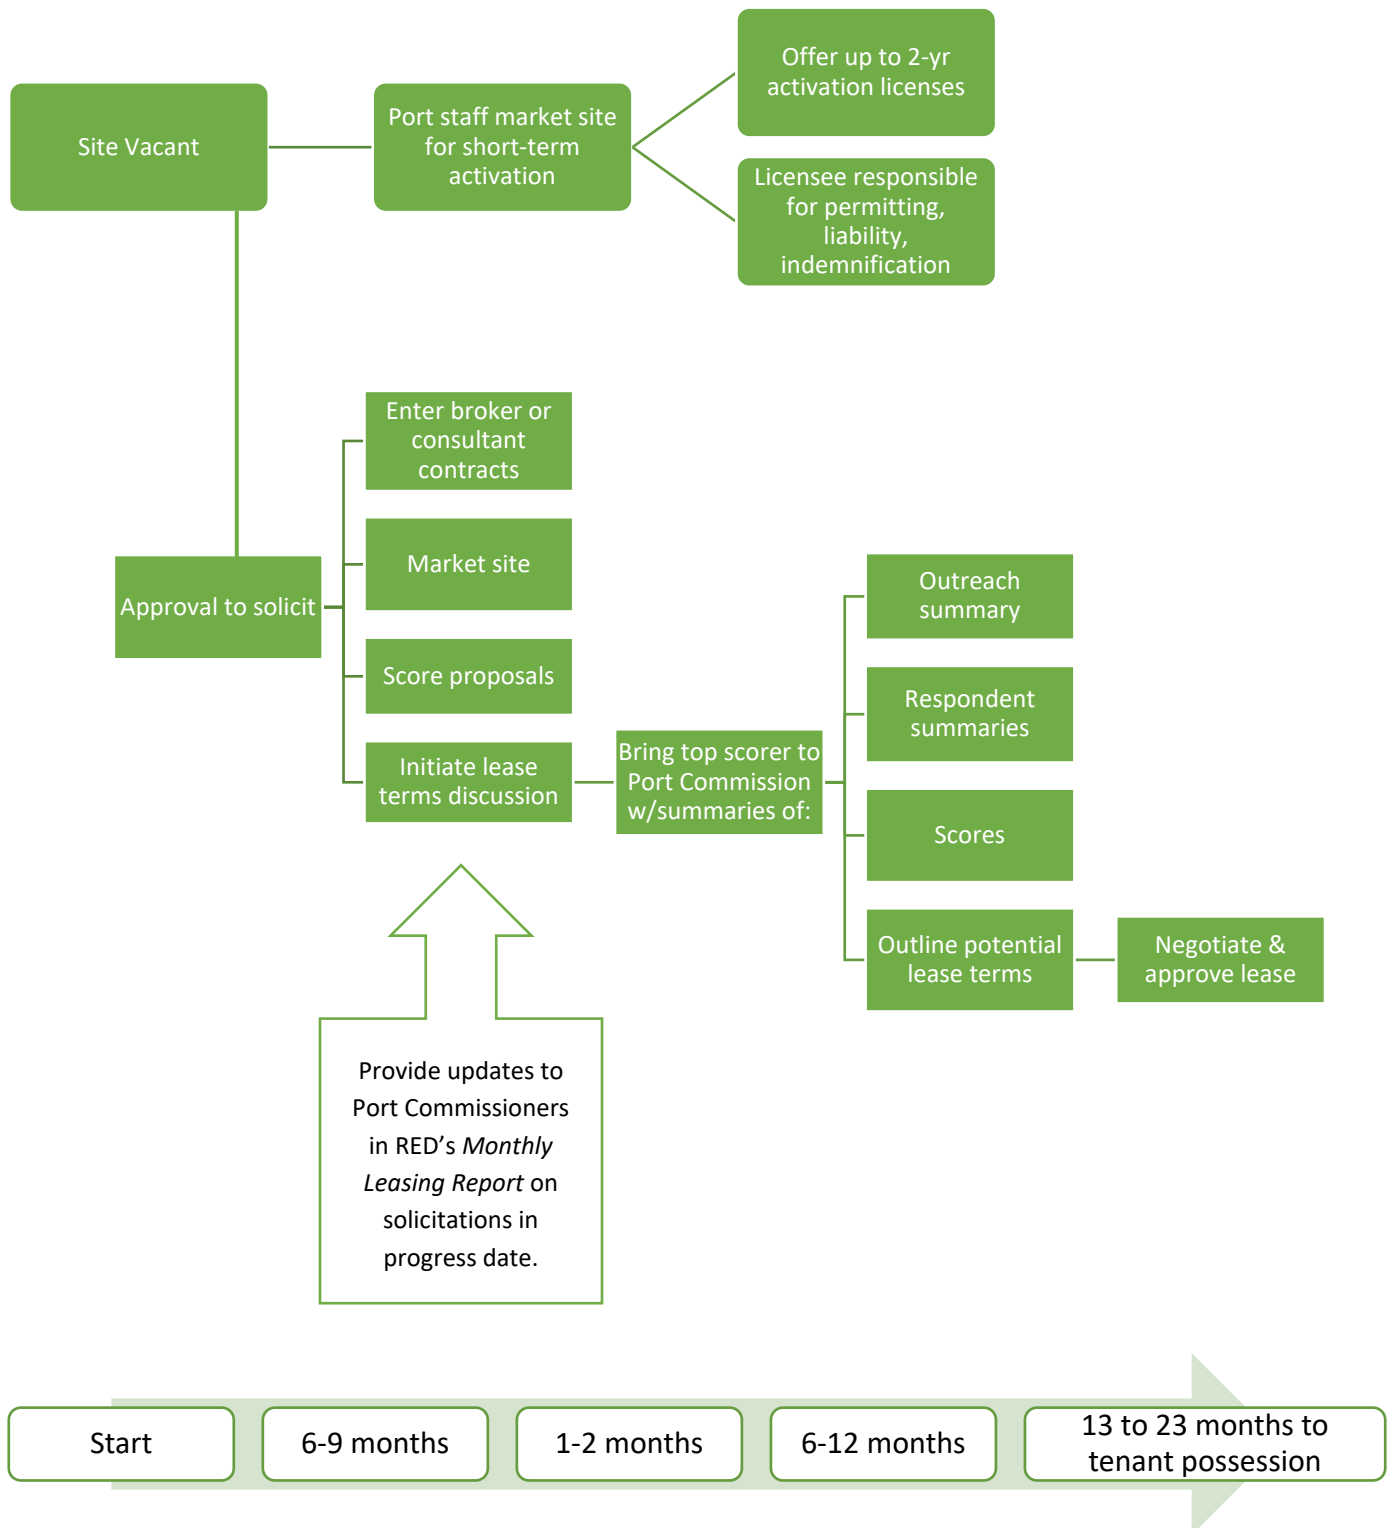 Site Vacant
Port staff market site
for short-term
activation
Offer up to 2-yr
activation licenses
Licensee responsible
for permitting,
liability,
indemnification
Approval to solicit
Enter broker or
consultant
contracts
Market site
Score proposals
Initiate lease
terms discussion
Bring top scorer to
Port Commission
w/summaries of:
Outreach
summary
Respondent
summaries
Scores
Outline potential
lease terms
Negotiate &
approve lease
Provide updates to
Port Commissioners
in RED’s Monthly
Leasing Report on
solicitations in
progress date.
Start
6-9 months
1-2 months
6-12 months
13 to 23 months to
tenant possession